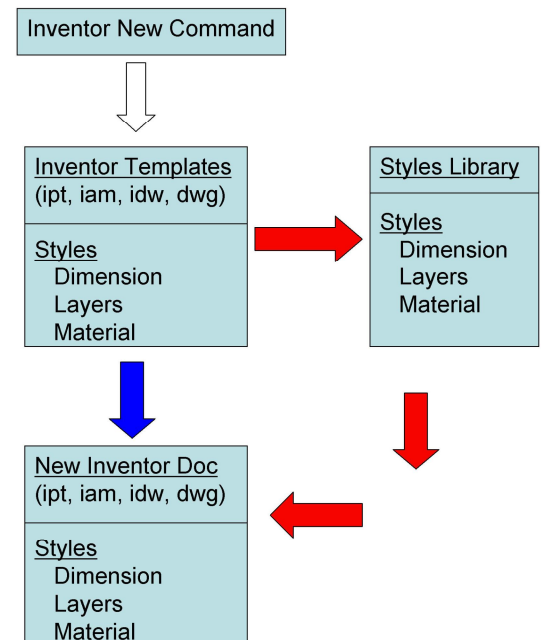 Inventor New Command
Inventor Templates
(ipt, iam, idw, dwg)
Styles
Dimension
Layers
Material
Styles Library
Styles
Dimension
Layers
Material
New Inventor Doc
(ipt, iam, idw, dwg)
Styles
Dimension
Layers
Material